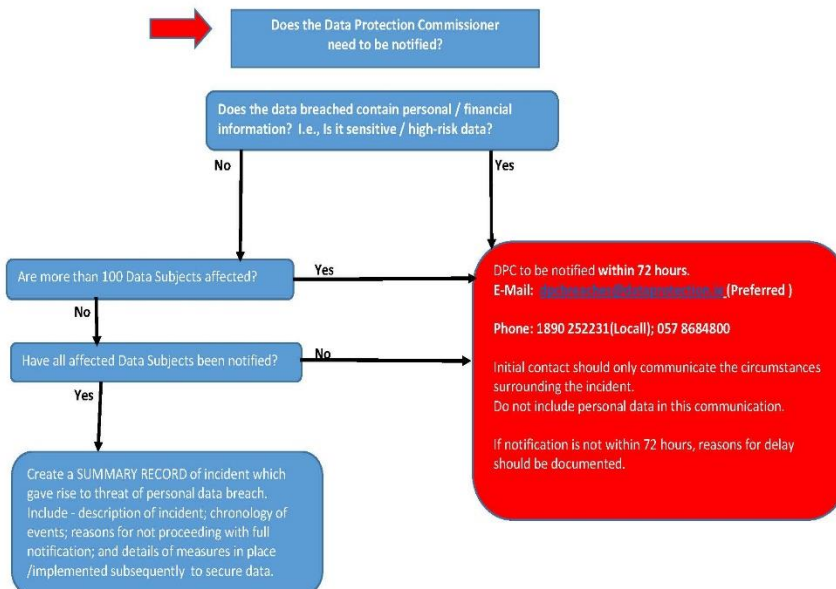 Does the Data Protection Commissioner
need to be notified?
Does the data breached contain personal / financial
information? I.e., Is it sensitive / high-risk data?
No
Yes
Are more than 100 Data Subjects affected?
Yes
No
Have all affected Data Subjects been notified?
No
Yes
DPC to be notified within 72 hours.
E-Mail: dpcbreaches@dataprotection.ie (Preferred )
Phone: 1890 252231(Locall); 057 8684800
Initial contact should only communicate the circumstances
surrounding the incident.
Do not include personal data in this communication.
If notification is not within 72 hours, reasons for delay
should be documented.
Create a SUMMARY RECORD of incident which
gave rise to threat of personal data breach.
Include - description of incident; chronology of
events; reasons for not proceeding with full
notification; and details of measures in place
/implemented subsequently to secure data.